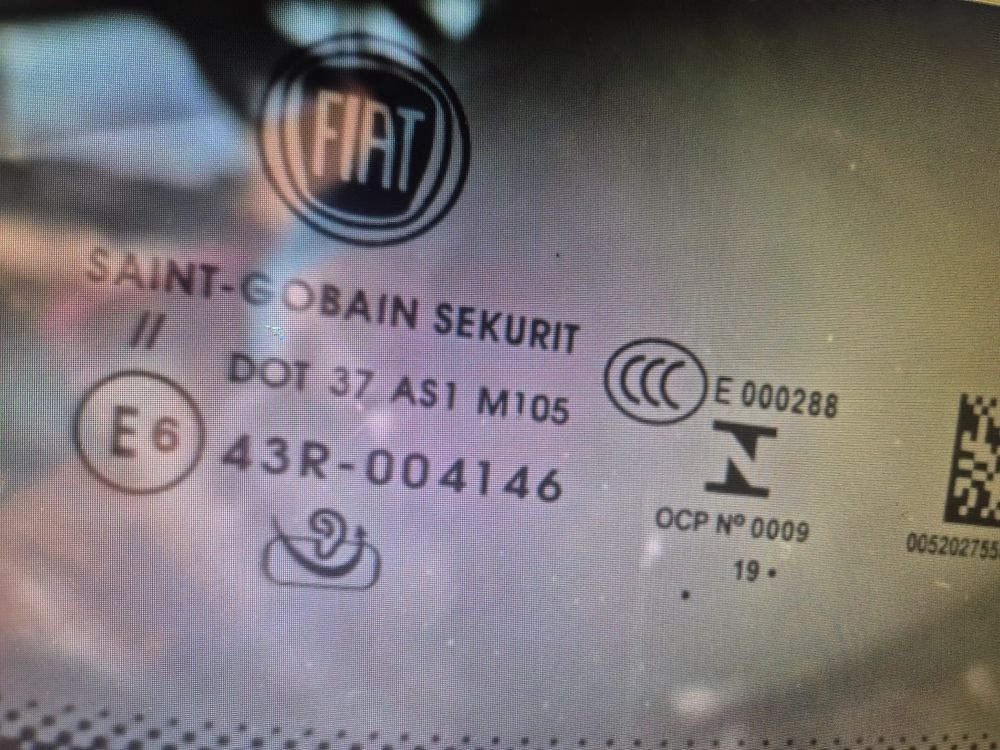 FIAT
SAINT-GOBAIN SEKURIT
//
DOT 37 AS1 M105
E6 43R-004146
CCC E 000288
OCP Nº 0009
19 •
005202755